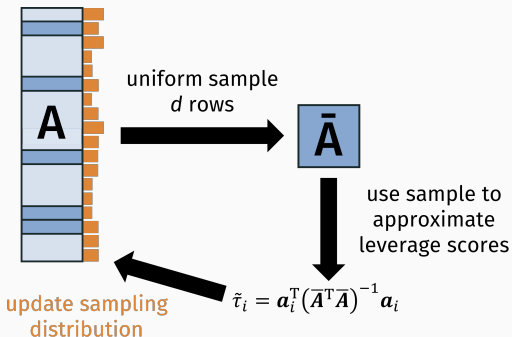 uniform sample
d rows
A
Ā
use sample to
approximate
leverage scores
τ̃ᵢ = aᵢᵀ(ĀᵀĀ)⁻¹aᵢ
update sampling
distribution